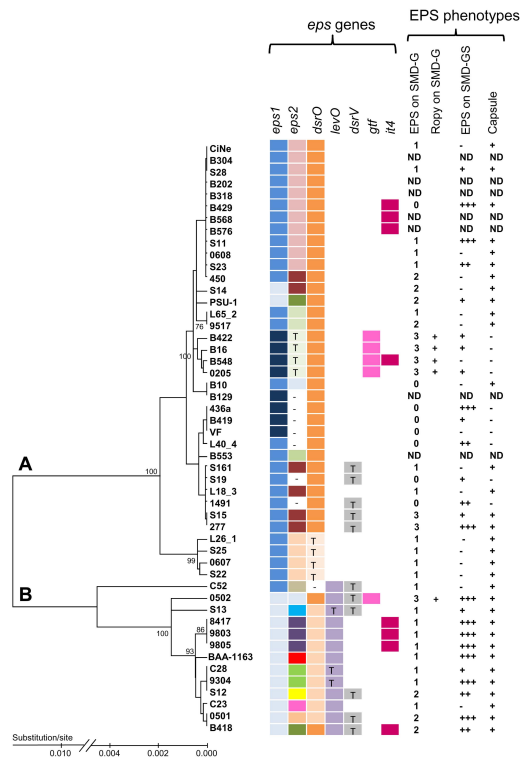 eps genes
EPS phenotypes
eps1 eps2 dsrO levO dsrV gtf it4 EPS on SMD-G Ropy on SMD-G EPS on SMD-GS Capsule
CiNe 1 - +
B304 ND ND ND
S28 1 + +
B202 ND ND ND
B318 ND ND ND
B429 0 +++ +
B568 ND ND ND
B576 ND ND ND
S11 1 +++ +
0608 1 - +
S23 1 ++ +
450 2 - +
S14 2 - +
PSU-1 2 + +
L65_2 1 - +
76 9517 2 - +
B422 T 3 + - -
B16 T 3 + + -
100 B548 T 3 + - -
0205 T 3 + + -
B10 0 - +
B129 - ND ND ND
436a - 0 +++ -
B419 - 0 + -
VF - 0 - -
L40_4 - 0 ++ -
B553 ND ND ND
A
100 S161 T 1 - +
S19 - T 0 + -
L18_3 1 - +
1491 - T 0 ++ -
S15 T 3 + +
277 T 3 +++ +
L26_1 T 1 - +
S25 T 1 - +
99 0607 T 1 - +
S22 T 1 - +
C52 - T 1 - +
B
0502 T 3 + +++ +
S13 T T 1 + +
8417 1 +++ +
100 86 9803 1 +++ +
9805 1 +++ +
93 BAA-1163 1 +++ +
C28 T 1 + +
9304 T 1 +++ +
S12 T 2 ++ +
C23 1 - +
0501 T 2 +++ +
B418 T 2 ++ +
Substitution/site
0.010 0.004 0.002 0.000